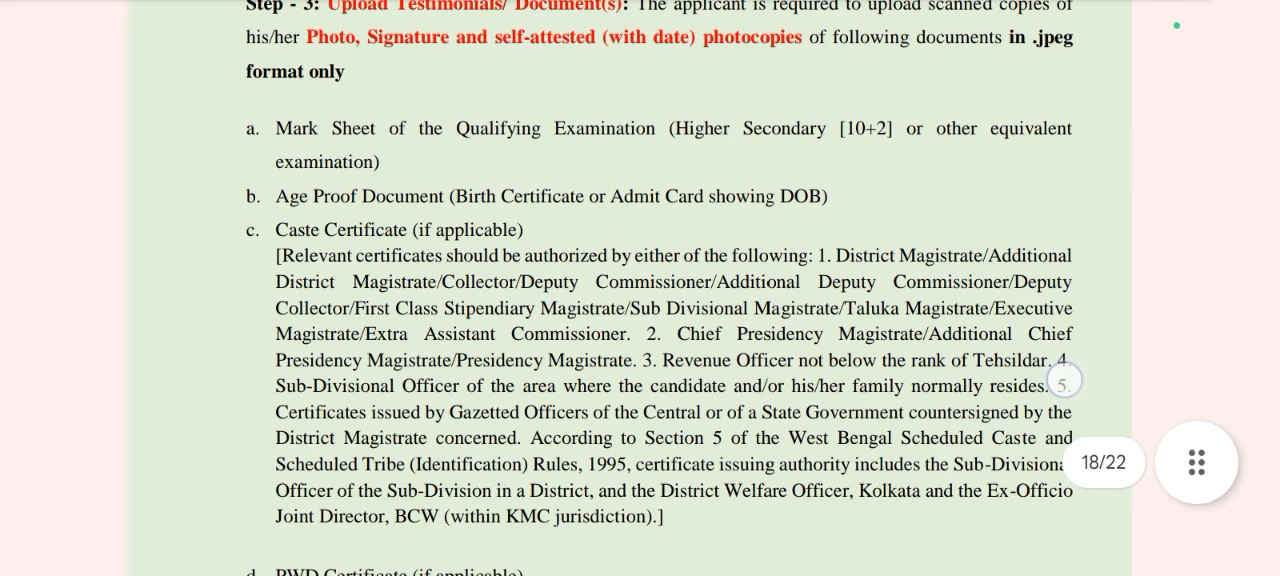 Step - 3: Upload Testimonials/ Document(s): The applicant is required to upload scanned copies of
his/her Photo, Signature and self-attested (with date) photocopies of following documents in .jpeg
format only
a. Mark Sheet of the Qualifying Examination (Higher Secondary [10+2] or other equivalent
examination)
b. Age Proof Document (Birth Certificate or Admit Card showing DOB)
c. Caste Certificate (if applicable)
[Relevant certificates should be authorized by either of the following: 1. District Magistrate/Additional
District Magistrate/Collector/Deputy Commissioner/Additional Deputy Commissioner/Deputy
Collector/First Class Stipendiary Magistrate/Sub Divisional Magistrate/Taluka Magistrate/Executive
Magistrate/Extra Assistant Commissioner. 2. Chief Presidency Magistrate/Additional Chief
Presidency Magistrate/Presidency Magistrate. 3. Revenue Officer not below the rank of Tehsildar. 4.
Sub-Divisional Officer of the area where the candidate and/or his/her family normally resides. 5.
Certificates issued by Gazetted Officers of the Central or of a State Government countersigned by the
District Magistrate concerned. According to Section 5 of the West Bengal Scheduled Caste and
Scheduled Tribe (Identification) Rules, 1995, certificate issuing authority includes the Sub-Divisiona
Officer of the Sub-Division in a District, and the District Welfare Officer, Kolkata and the Ex-Officio
Joint Director, BCW (within KMC jurisdiction).]
d. PWD Certificate (if applicable)
18/22